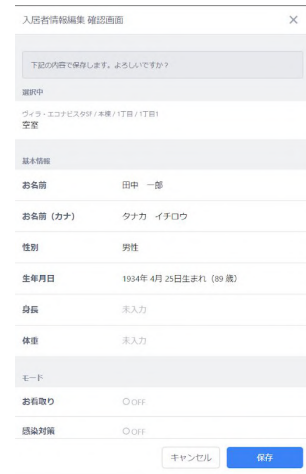 入居者情報編集 確認画面 ×
下記の内容で保存します。よろしいですか？
選択中
ヴィラ・エコナビスタSF / 本棟 / 1丁目 / 1丁目1
空室
基本情報
お名前 田中 一郎
お名前（カナ） タナカ イチロウ
性別 男性
生年月日 1934年 4月 25日生まれ（89 歳）
身長 未入力
体重 未入力
モード
お看取り OFF
感染対策 OFF
キャンセル 保存